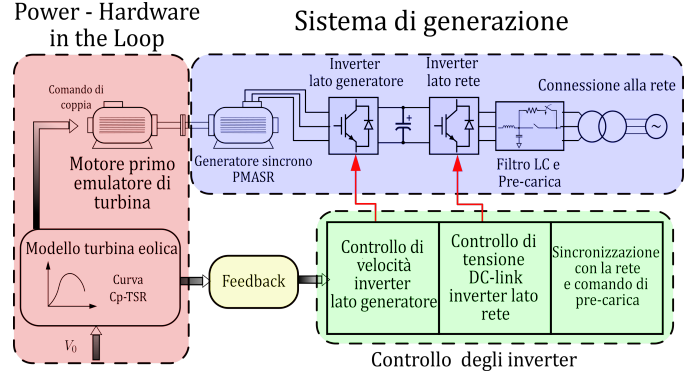 Power - Hardware
in the Loop
Sistema di generazione
Comando di
coppia
Motore primo
emulatore di
turbina
Inverter
lato generatore
Inverter
lato rete
Connessione alla rete
Generatore sincrono
PMASR
+
Filtro LC e
Pre-carica
Modello turbina eolica
Curva
Cp-TSR
V0
Feedback
Controllo di
velocità
inverter
lato generatore
Controllo di
tensione
DC-link
inverter lato
rete
Sincronizzazione
con la rete
e comando di
pre-carica
Controllo degli inverter